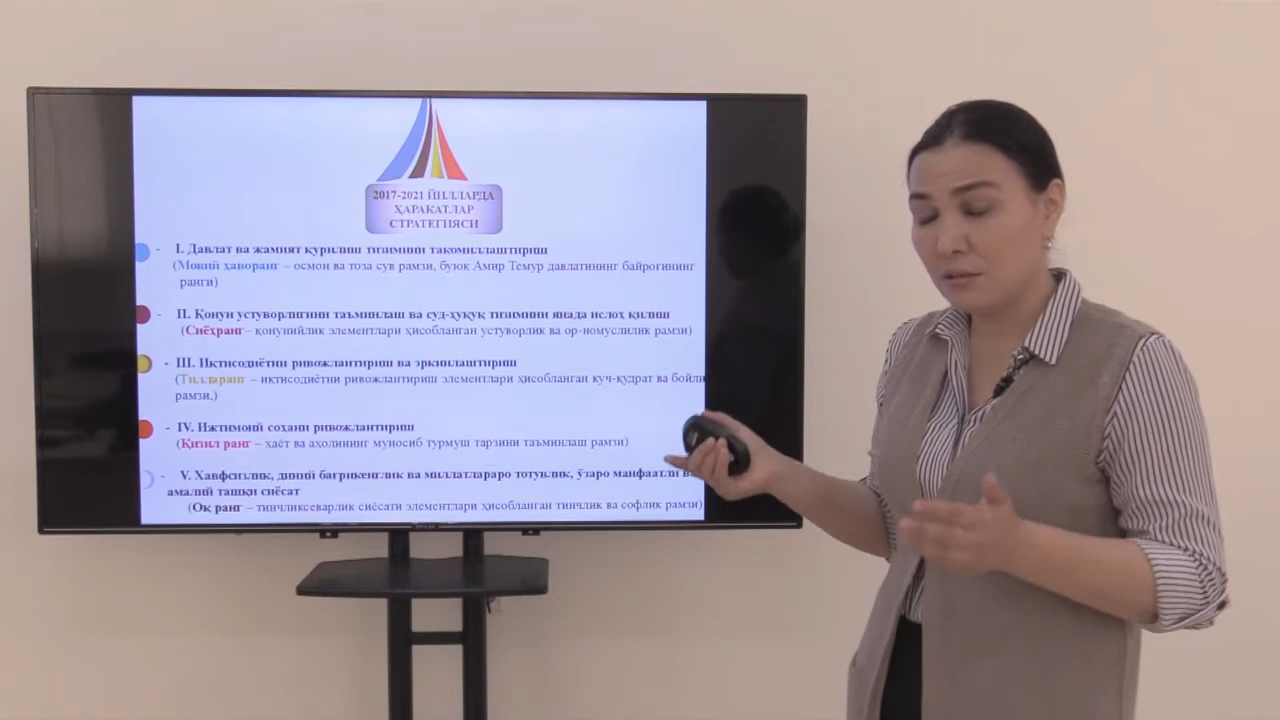 2017-2021 ЙИЛЛАРДА
ҲАРАКАТЛАР
СТРАТЕГИЯСИ
- I. Давлат ва жамият қурилиш тизимини такомиллаштириш
(Мовий ҳаворанг – осмон ва тоза сув рамзи, буюк Амир Темур давлатининг байроғининг
ранги)
- II. Қонун устуворлигини таъминлаш ва суд-ҳуқуқ тизимини янада ислоҳ қилиш
(Сиёҳранг – қонунийлик элементлари ҳисобланган устуворлик ва ор-номуслилик рамзи)
- III. Иқтисодиётни ривожлантириш ва эркинлаштириш
(Тилларанг – иқтисодиётни ривожлантириш элементлари ҳисобланган куч-қудрат ва бойли
рамзи,)
- IV. Ижтимоий соҳани ривожлантириш
(Қизил ранг – ҳаёт ва аҳолининг муносиб турмуш тарзини таъминлаш рамзи)
- V. Хавфсизлик, диний бағрикенглик ва миллатлараро тотувлик, ўзаро манфаатли ва
амалий ташқи сиёсат
(Оқ ранг – тинчликсеварлик сиёсати элементлари ҳисобланган тинчлик ва софлик рамзи)